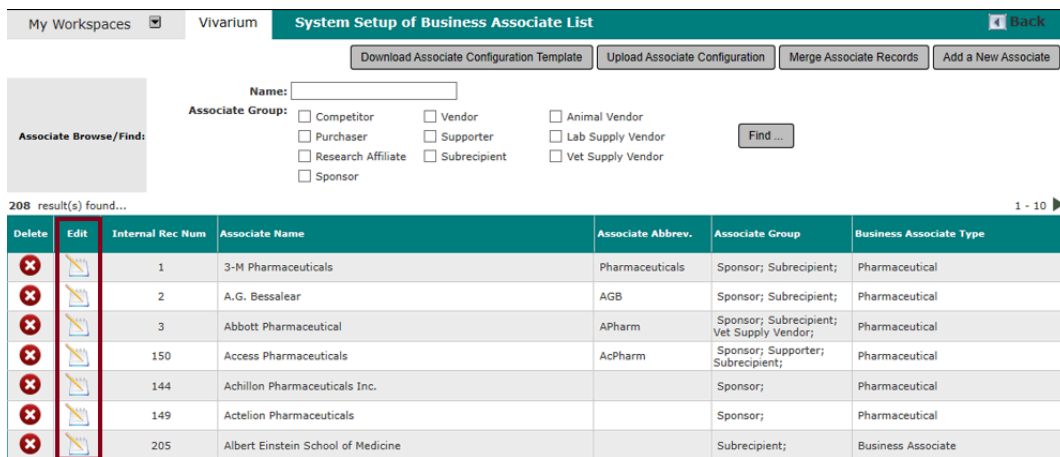 My Workspaces Vivarium System Setup of Business Associate List Back
Download Associate Configuration Template Upload Associate Configuration Merge Associate Records Add a New Associate
Name:
Associate Group: Competitor Vendor Animal Vendor
Associate Browse/Find: Purchaser Supporter Lab Supply Vendor Find ...
Research Affiliate Subrecipient Vet Supply Vendor
Sponsor
208 result(s) found... 1 - 10
Delete Edit Internal Rec Num Associate Name Associate Abbrev. Associate Group Business Associate Type
1 3-M Pharmaceuticals Pharmaceuticals Sponsor; Subrecipient; Pharmaceutical
2 A.G. Bessalear AGB Sponsor; Subrecipient; Pharmaceutical
3 Abbott Pharmaceutical APharm Sponsor; Subrecipient; Pharmaceutical
Vet Supply Vendor;
150 Access Pharmaceuticals AcPharm Sponsor; Supporter; Pharmaceutical
Subrecipient;
144 Achillon Pharmaceuticals Inc. Sponsor; Pharmaceutical
149 Actelion Pharmaceuticals Sponsor; Pharmaceutical
205 Albert Einstein School of Medicine Subrecipient; Business Associate